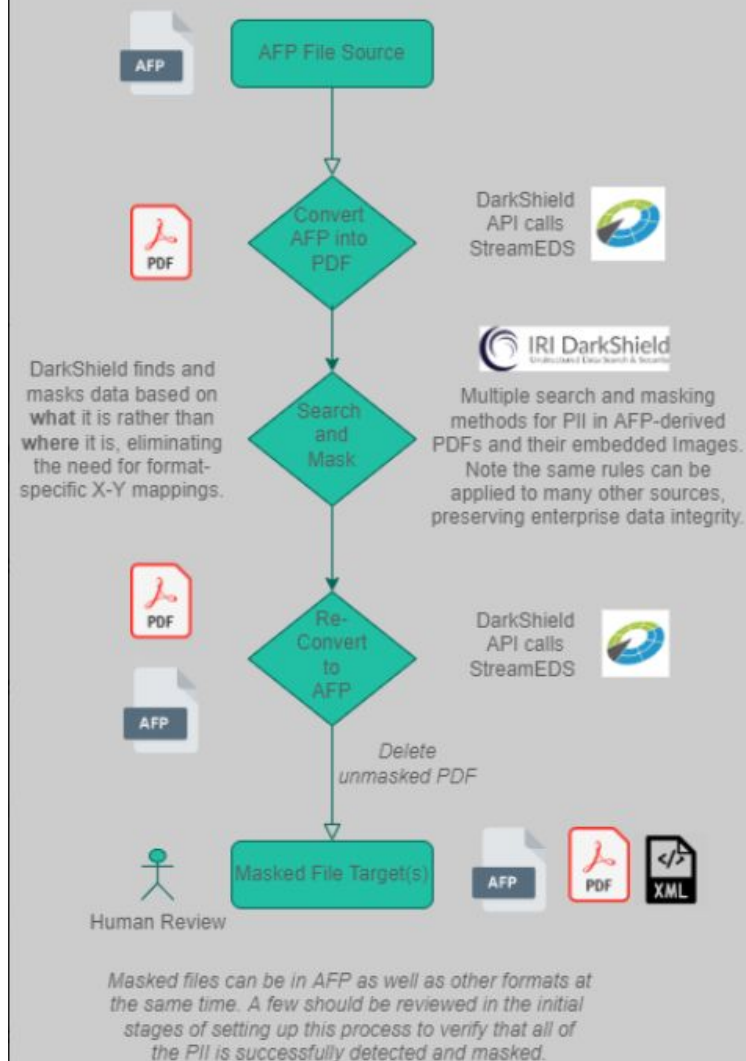 AFP
AFP File Source
PDF
Convert
AFP into
PDF
DarkShield
API calls
StreamEDS
DarkShield finds and
masks data based on
what it is rather than
where it is, eliminating
the need for format-
specific X-Y mappings.
Search
and
Mask
IRI DarkShield
Unstructured Data Search & Security
Multiple search and masking
methods for PII in AFP-derived
PDFs and their embedded Images.
Note the same rules can be
applied to many other sources,
preserving enterprise data integrity.
PDF
AFP
Re-
Convert
to
AFP
DarkShield
API calls
StreamEDS
Delete
unmasked PDF
Human Review
Masked File Target(s)
AFP
PDF
</>
XML
Masked files can be in AFP as well as other formats at
the same time. A few should be reviewed in the initial
stages of setting up this process to verify that all of
the PII is successfully detected and masked.